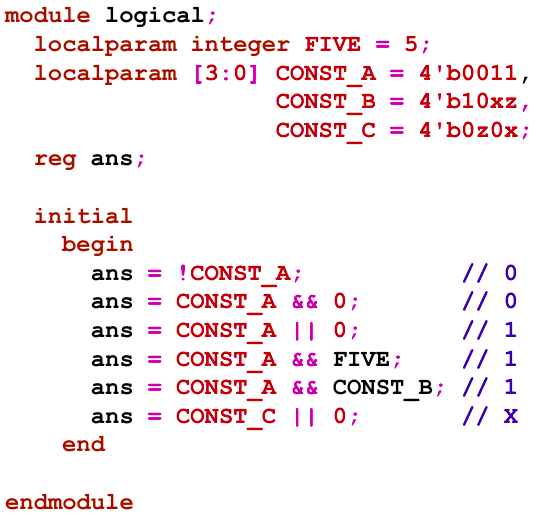 module logical;
  localparam integer FIVE = 5;
  localparam [3:0] CONST_A = 4'b0011,
                   CONST_B = 4'b10xz,
                   CONST_C = 4'b0z0x;
  reg ans;

  initial
    begin
      ans = !CONST_A;           // 0
      ans = CONST_A && 0;       // 0
      ans = CONST_A || 0;       // 1
      ans = CONST_A && FIVE;    // 1
      ans = CONST_A && CONST_B; // 1
      ans = CONST_C || 0;       // X
    end

endmodule